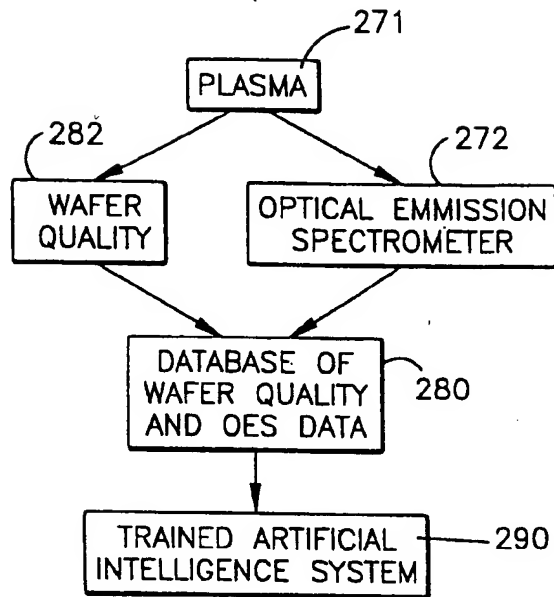 271
PLASMA
282
272
WAFER
QUALITY
OPTICAL EMMISSION
SPECTROMETER
DATABASE OF
WAFER QUALITY
AND OES DATA
280
TRAINED ARTIFICIAL
INTELLIGENCE SYSTEM
290